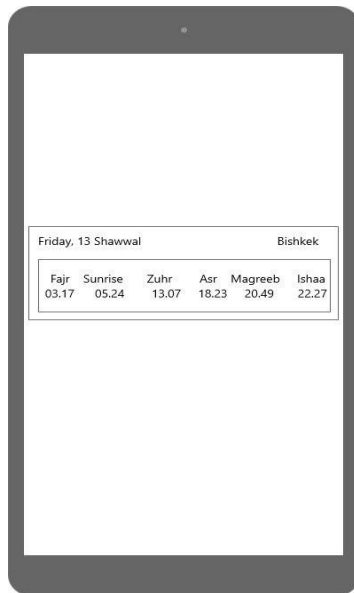 Friday, 13 Shawwal Bishkek
Fajr Sunrise Zuhr Asr Magreeb Ishaa
03.17 05.24 13.07 18.23 20.49 22.27